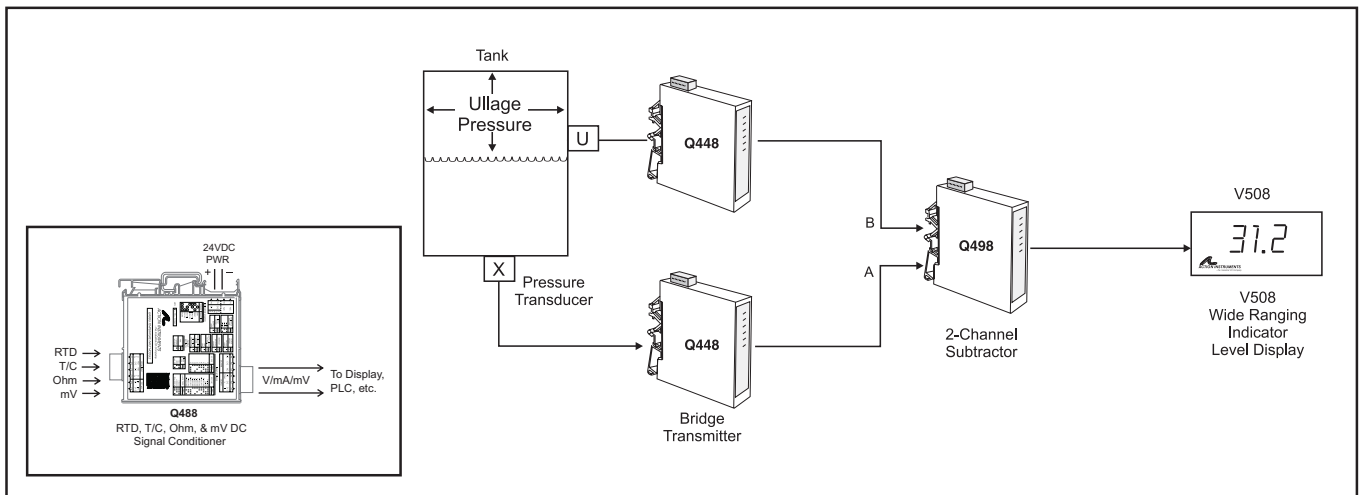 Tank
Ullage
Pressure
U
Q448
X
Pressure
Transducer
Q448
Bridge
Transmitter
B
A
Q498
2-Channel
Subtractor
V508
31.2
ACTION INSTRUMENTS
V508
Wide Ranging
Indicator
Level Display
24VDC
PWR
+ –
RTD
T/C
Ohm
mV
V/mA/mV
To Display,
PLC, etc.
Q488
RTD, T/C, Ohm, & mV DC
Signal Conditioner